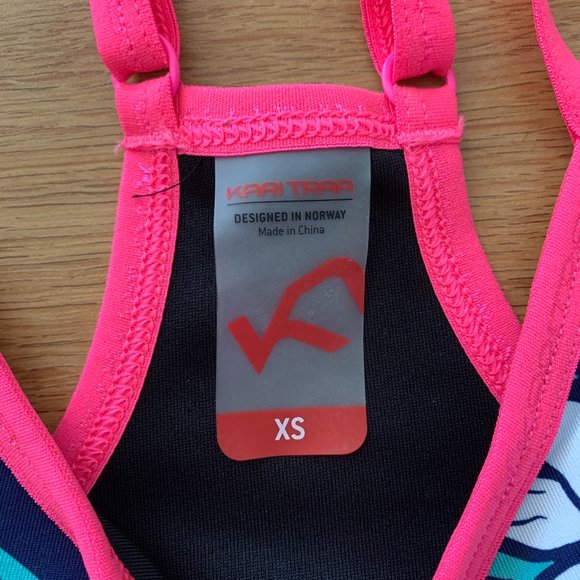 KARI TRAA
DESIGNED IN NORWAY
Made in China
XS